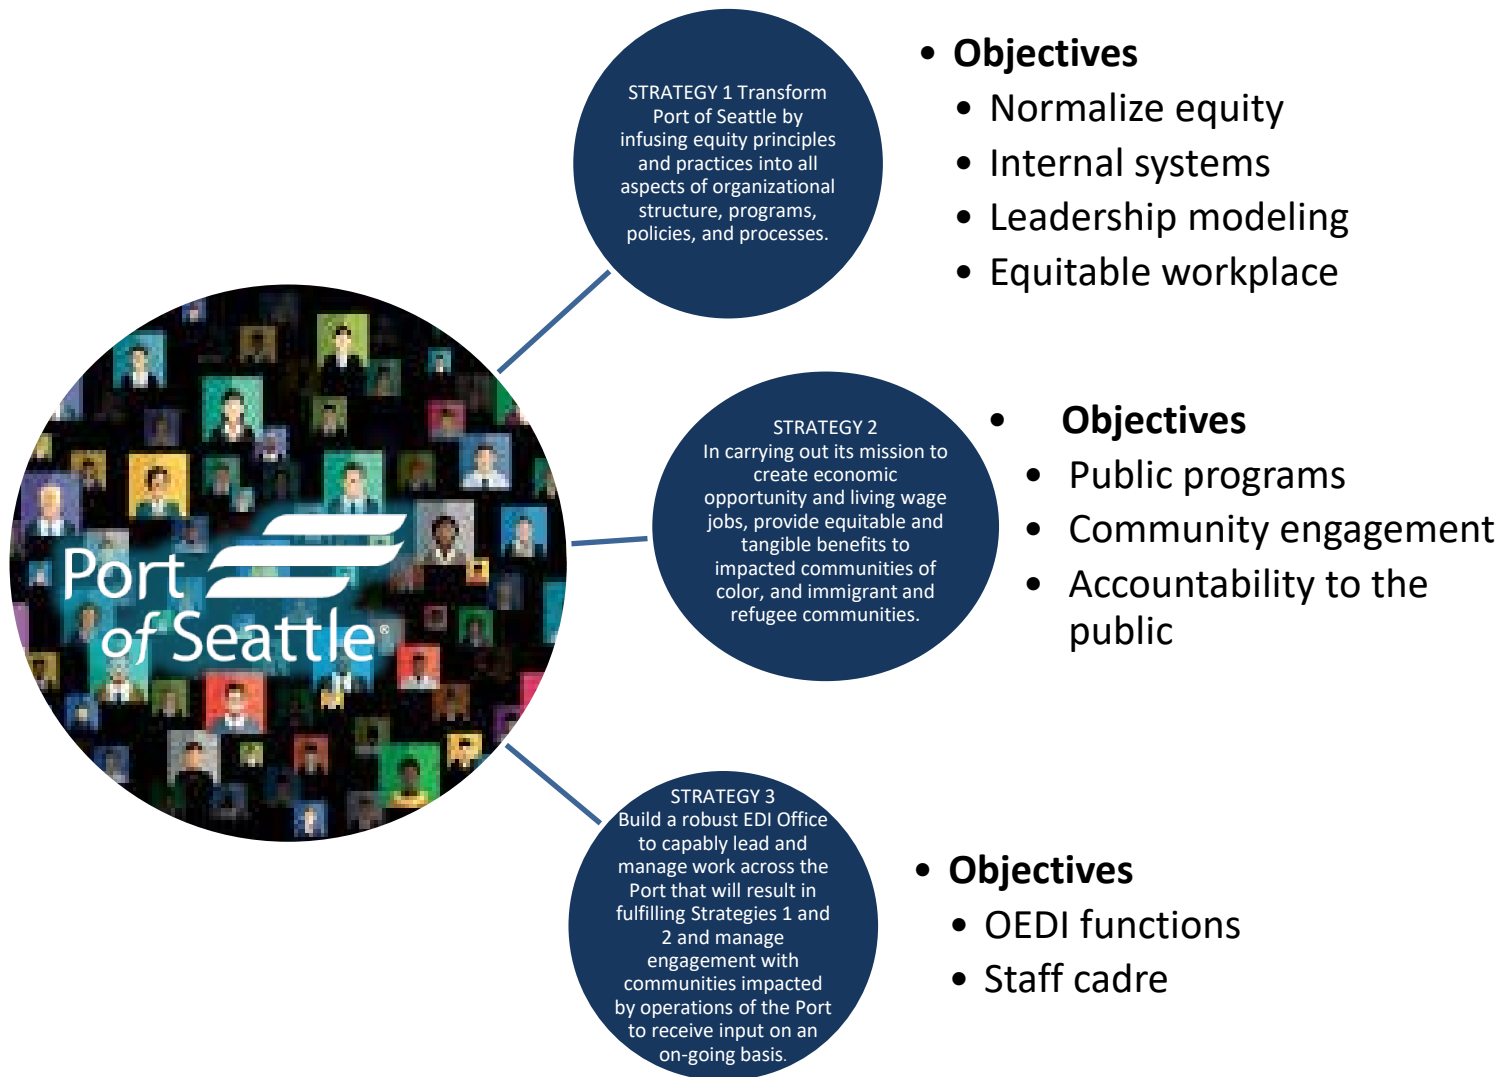 STRATEGY 1 Transform
Port of Seattle by
infusing equity principles
and practices into all
aspects of organizational
structure, programs,
policies, and processes.
• Objectives
• Normalize equity
• Internal systems
• Leadership modeling
• Equitable workplace
Port
of Seattle®
STRATEGY 2
In carrying out its mission to
create economic
opportunity and living wage
jobs, provide equitable and
tangible benefits to
impacted communities of
color, and immigrant and
refugee communities.
• Objectives
• Public programs
• Community engagement
• Accountability to the
public
STRATEGY 3
Build a robust EDI Office
to capably lead and
manage work across the
Port that will result in
fulfilling Strategies 1 and
2 and manage
engagement with
communities impacted
by operations of the Port
to receive input on an
on-going basis.
• Objectives
• OEDI functions
• Staff cadre